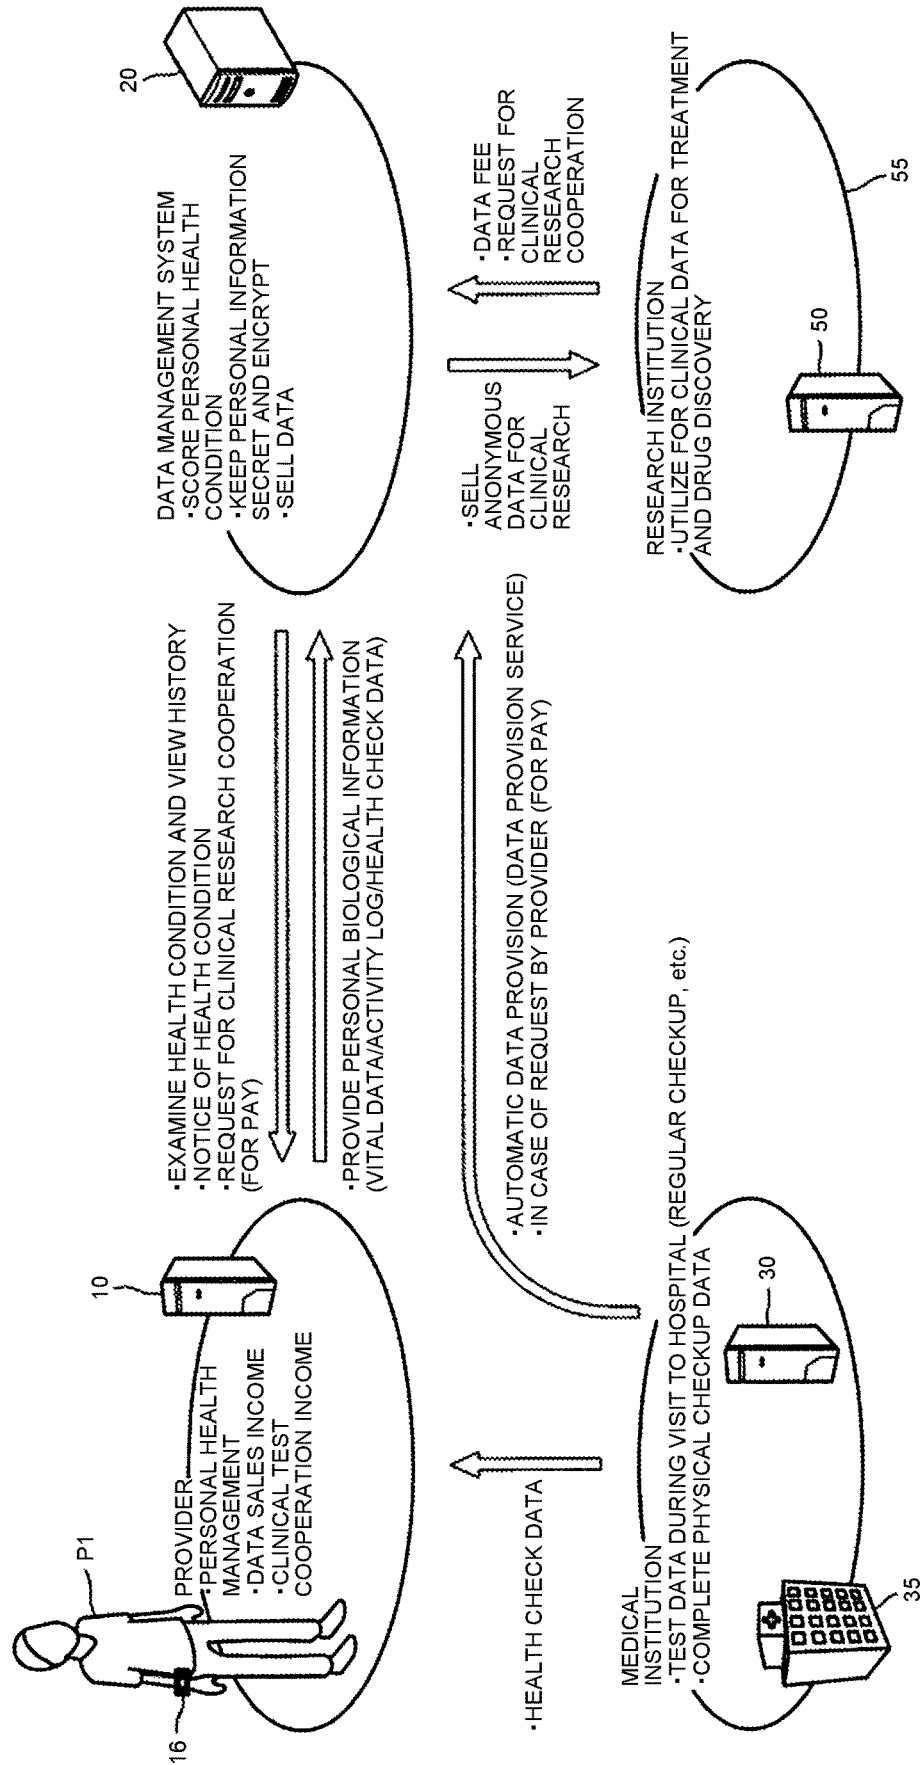 P1
16
PROVIDER
・PERSONAL HEALTH
MANAGEMENT
・DATA SALES INCOME
・CLINICAL TEST
COOPERATION INCOME
10
・EXAMINE HEALTH CONDITION AND VIEW HISTORY
・NOTICE OF HEALTH CONDITION
・REQUEST FOR CLINICAL RESEARCH COOPERATION
(FOR PAY)
・PROVIDE PERSONAL BIOLOGICAL INFORMATION
(VITAL DATA/ACTIVITY LOG/HEALTH CHECK DATA)
DATA MANAGEMENT SYSTEM
・SCORE PERSONAL HEALTH
CONDITION
・KEEP PERSONAL INFORMATION
SECRET AND ENCRYPT
・SELL DATA
20
・HEALTH CHECK DATA
・AUTOMATIC DATA PROVISION (DATA PROVISION SERVICE)
・IN CASE OF REQUEST BY PROVIDER (FOR PAY)
・SELL
ANONYMOUS
DATA FOR
CLINICAL
RESEARCH
・DATA FEE
・REQUEST FOR
CLINICAL
RESEARCH
COOPERATION
MEDICAL
INSTITUTION
・TEST DATA DURING VISIT TO HOSPITAL (REGULAR CHECKUP, etc.)
・COMPLETE PHYSICAL CHECKUP DATA
30
35
RESEARCH INSTITUTION
・UTILIZE FOR CLINICAL DATA FOR TREATMENT
AND DRUG DISCOVERY
50
55